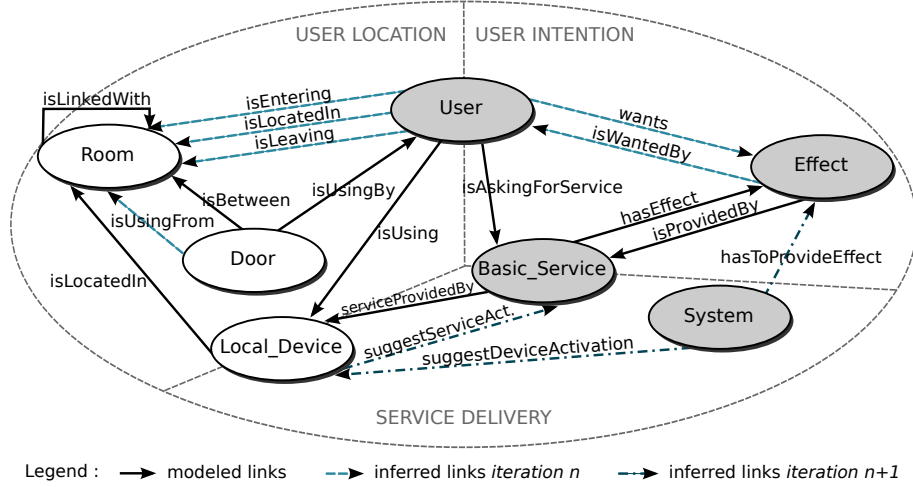 USER LOCATION
USER INTENTION
isLinkedWith
isEntering
isLocatedIn
isLeaving
User
wants
isWantedBy
Room
Effect
isUsingBy
isAskingForService
isBetween
isUsingFrom
hasEffect
isProvidedBy
isUsing
Door
Basic_Service
hasToProvideEffect
isLocatedIn
serviceProvidedBy
System
suggestServiceAct.
Local_Device
suggestDeviceActivation
SERVICE DELIVERY
Legend : modeled links inferred links iteration n inferred links iteration n+1